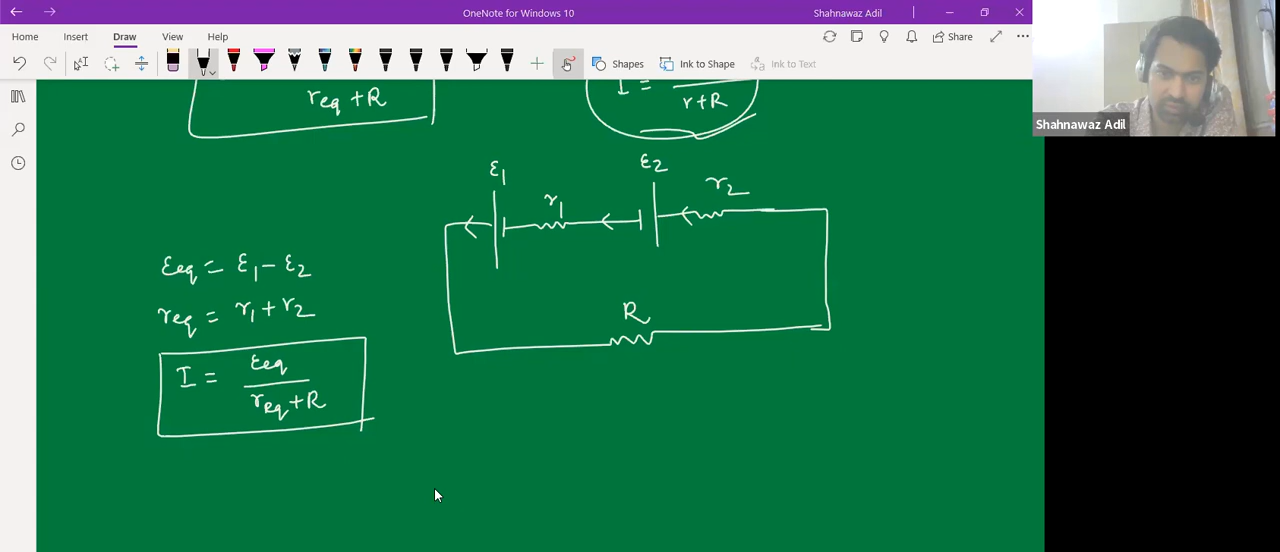 OneNote for Windows 10
Shahnawaz Adil
Home Insert Draw View Help
Share
Shapes
Ink to Shape
Ink to Text
req + R
I =
r+R
Shahnawaz Adil
ε1
ε2
r1
r2
εeq = ε1 - ε2
req = r1 + r2
R
I = εeq
req + R